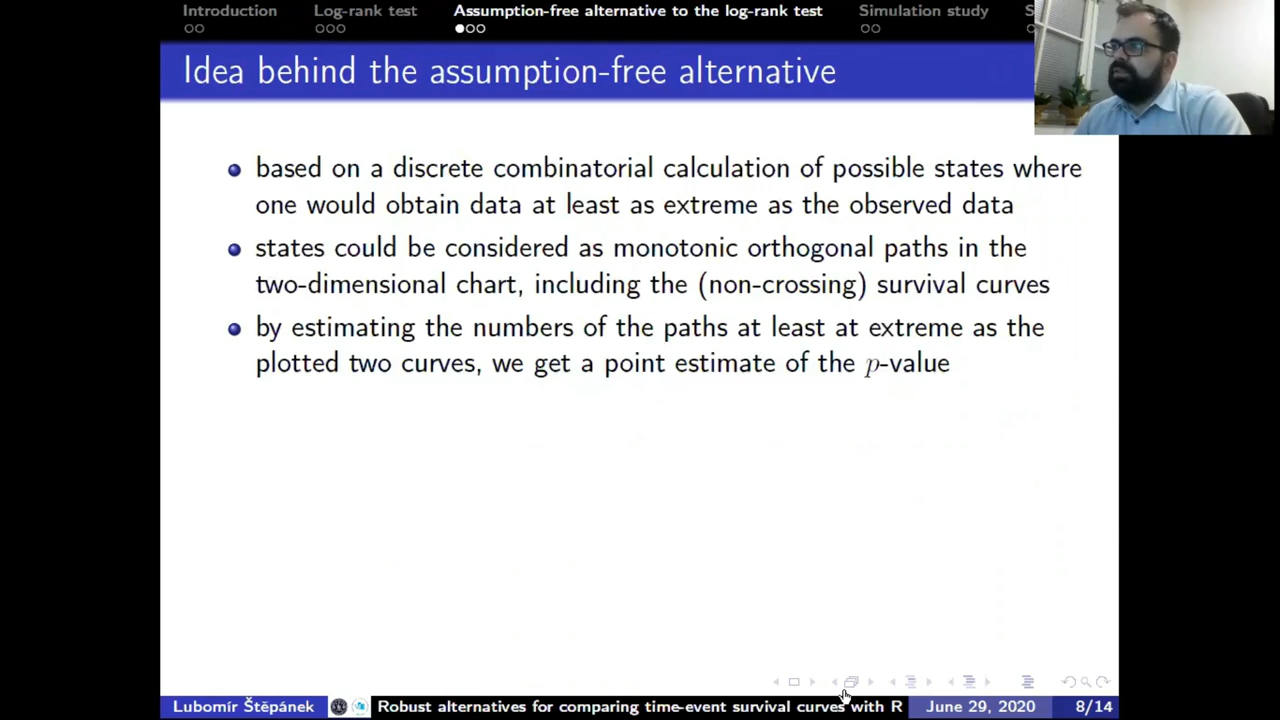 Introduction Log-rank test Assumption-free alternative to the log-rank test Simulation study S
Idea behind the assumption-free alternative
based on a discrete combinatorial calculation of possible states where
one would obtain data at least as extreme as the observed data
states could be considered as monotonic orthogonal paths in the
two-dimensional chart, including the (non-crossing) survival curves
by estimating the numbers of the paths at least at extreme as the
plotted two curves, we get a point estimate of the p-value
Lubomír Štěpánek Robust alternatives for comparing time-event survival curves with R June 29, 2020 8/14